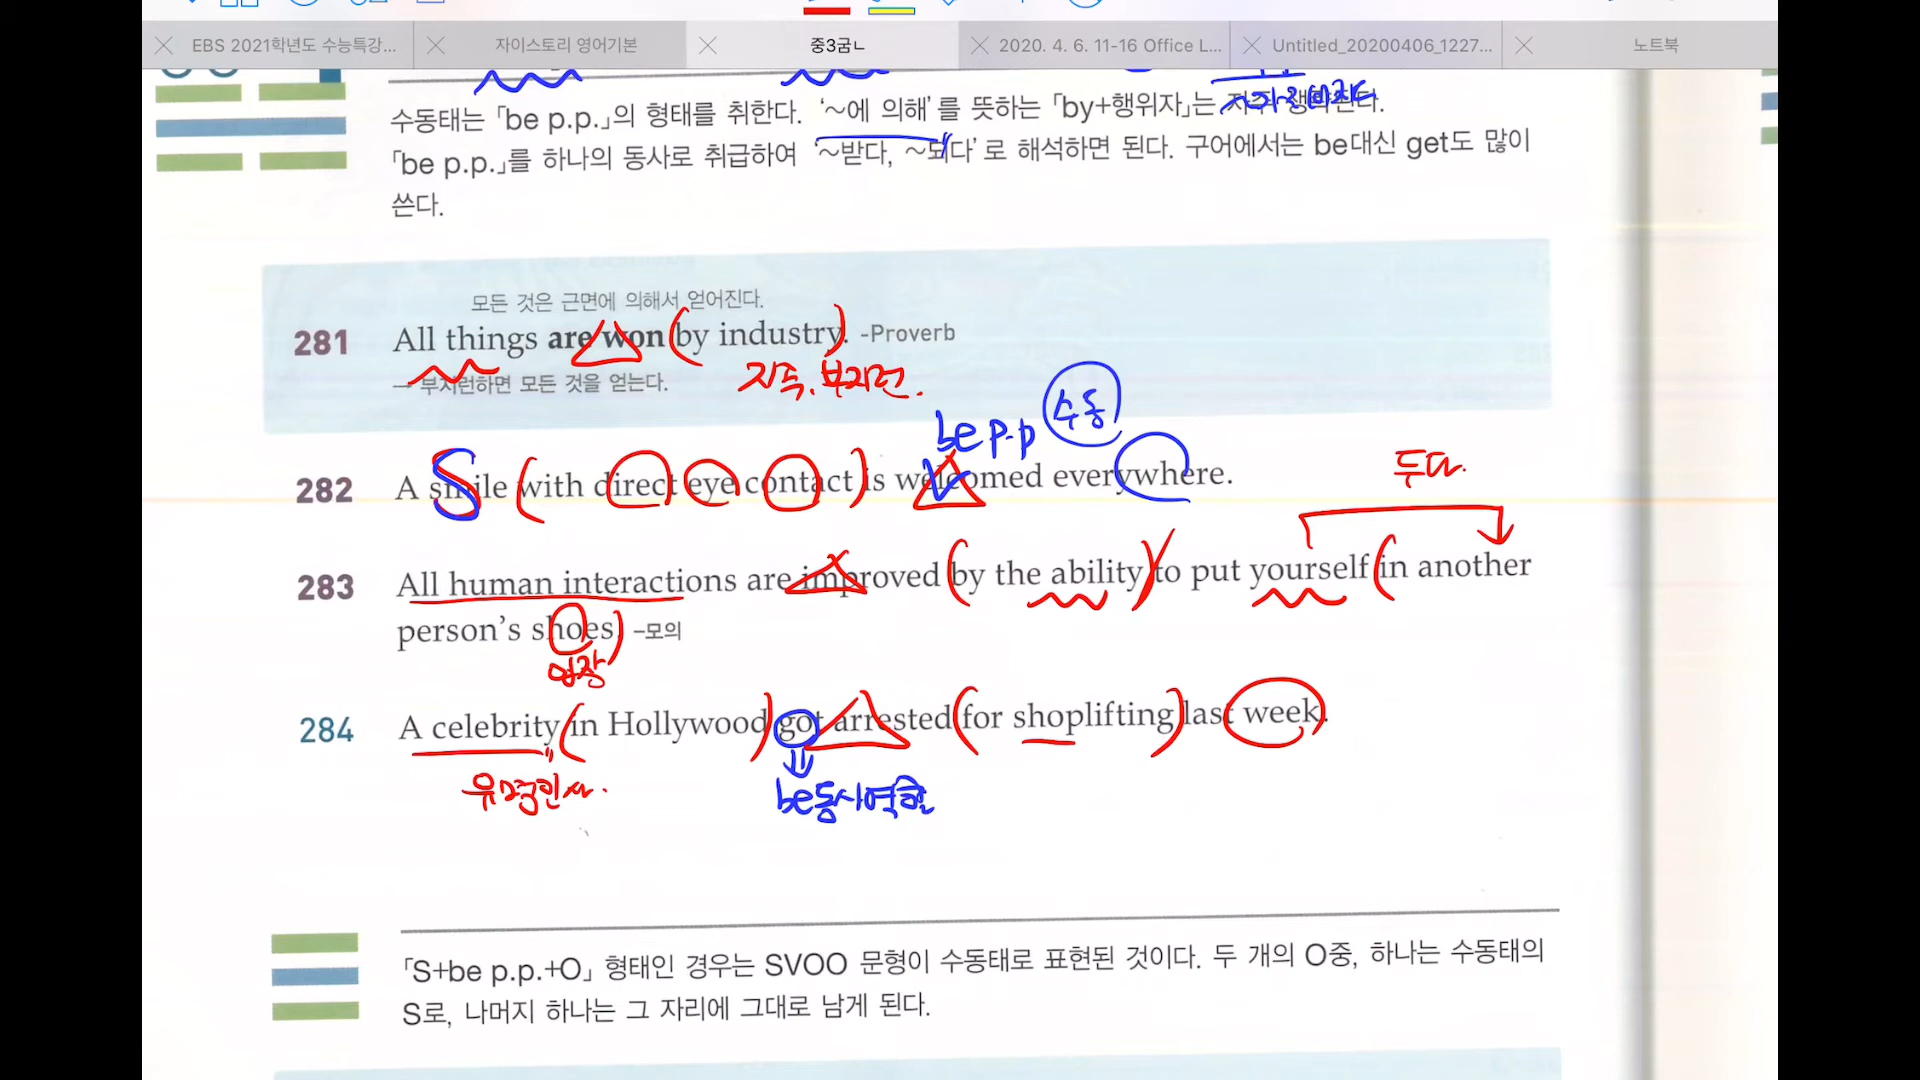 EBS 2021학년도 수능특강...
자이스토리 영어기본
중3굼ㄴ
2020. 4. 6. 11-16 Office L...
Untitled_20200406_1227...
노트북
수동태는 「be p.p.」의 형태를 취한다. ‘~에 의해’를 뜻하는 「by+행위자」는 자주 생략된다.
「be p.p.」를 하나의 동사로 취급하여 ‘~받다, ~되다’로 해석하면 된다. 구어에서는 be대신 get도 많이
쓴다.
모든 것은 근면에 의해서 얻어진다.
281 All things are won by industry. -Proverb
→ 부지런하면 모든 것을 얻는다.
be p.p 수동
S V
282 A smile with direct eye contact is welcomed everywhere.
두다.
283 All human interactions are improved by the ability to put yourself in another
person's shoes. –모의
입장
284 A celebrity in Hollywood got arrested for shoplifting last week.
유명인사.
be동사역할
「S+be p.p.+O」 형태인 경우는 SVOO 문형이 수동태로 표현된 것이다. 두 개의 O중, 하나는 수동태의
S로, 나머지 하나는 그 자리에 그대로 남게 된다.